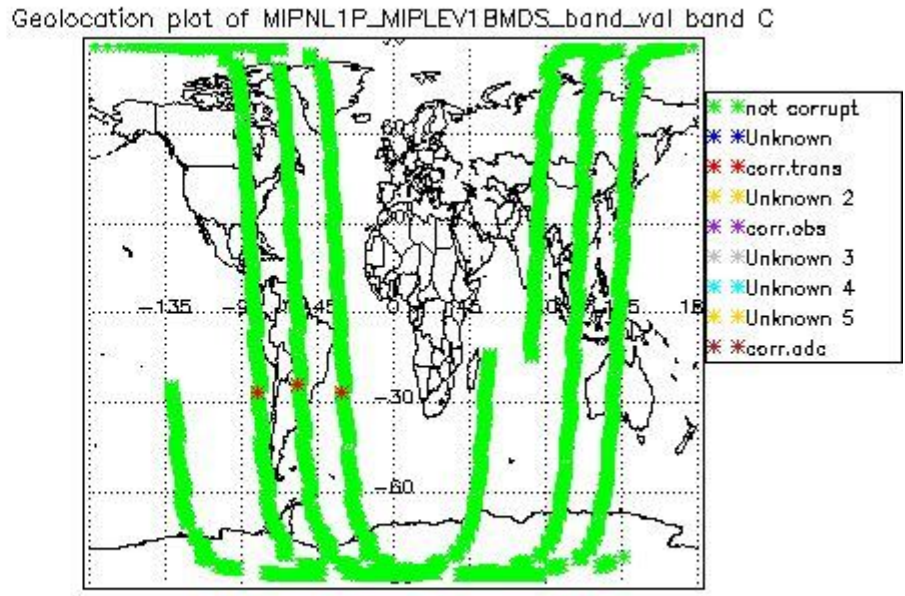 Geolocation plot of MIPNL1P_MIPLEV1BMDS_band_val band C
not corrupt
Unknown
corr.trans
Unknown 2
corr.obs
Unknown 3
Unknown 4
Unknown 5
corr.adc
-135
-30
-60